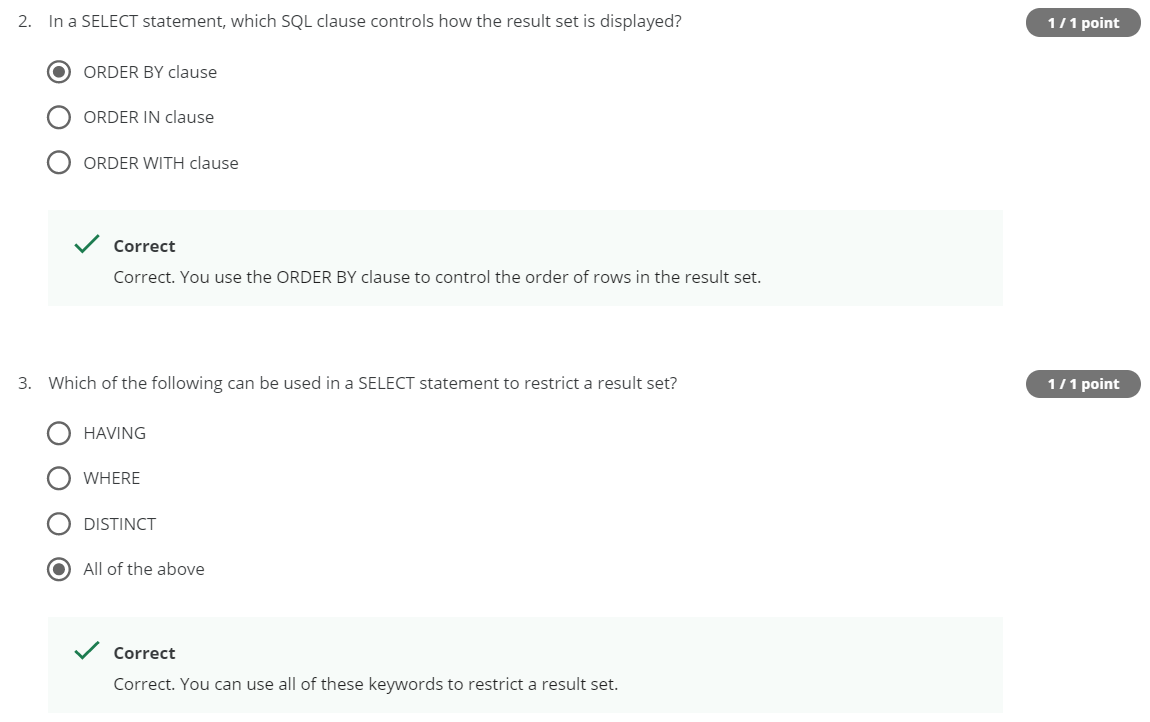 2. In a SELECT statement, which SQL clause controls how the result set is displayed?
1 / 1 point
ORDER BY clause
ORDER IN clause
ORDER WITH clause
Correct
Correct. You use the ORDER BY clause to control the order of rows in the result set.
3. Which of the following can be used in a SELECT statement to restrict a result set?
1 / 1 point
HAVING
WHERE
DISTINCT
All of the above
Correct
Correct. You can use all of these keywords to restrict a result set.